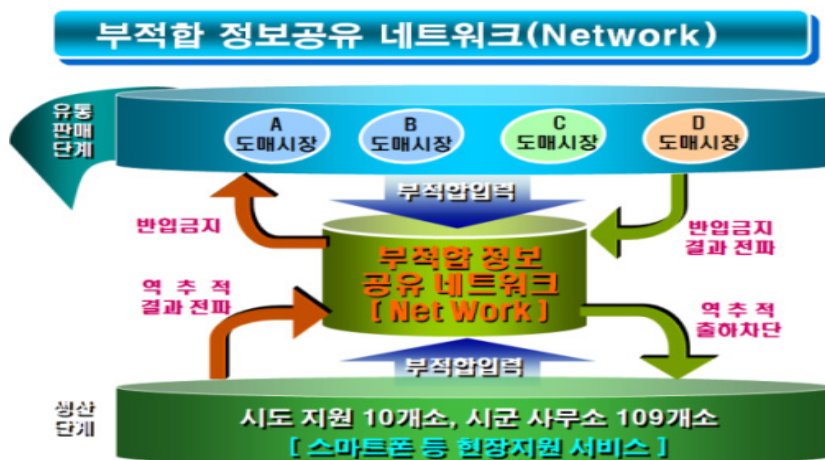 부적합 정보공유 네트워크(Network)
유통
판매
단계
A
도매시장
B
도매시장
C
도매시장
D
도매시장
부적합입력
반입금지
반입금지
결과 전파
부적합 정보
공유 네트워크
[ Net Work ]
역 추 적
결과 전파
역 추 적
출하차단
부적합입력
생산
단계
시도 지원 10개소, 시군 사무소 109개소
[ 스마트폰 등 현장지원 서비스 ]